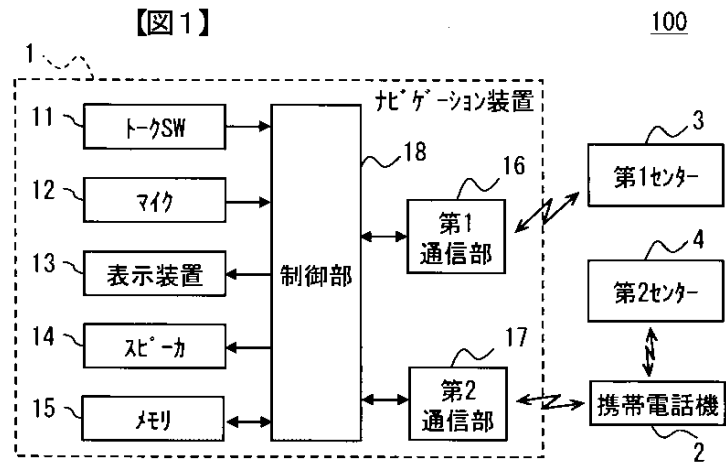 【図1】
100
1
ﾅﾋﾞｹﾞｰｼｮﾝ装置
11
ﾄｰｸSW
12
ﾏｲｸ
13
表示装置
14
ｽﾋﾟｰｶ
15
ﾒﾓﾘ
制御部
18
16
第1
通信部
17
第2
通信部
3
第1ｾﾝﾀｰ
4
第2ｾﾝﾀｰ
携帯電話機
2